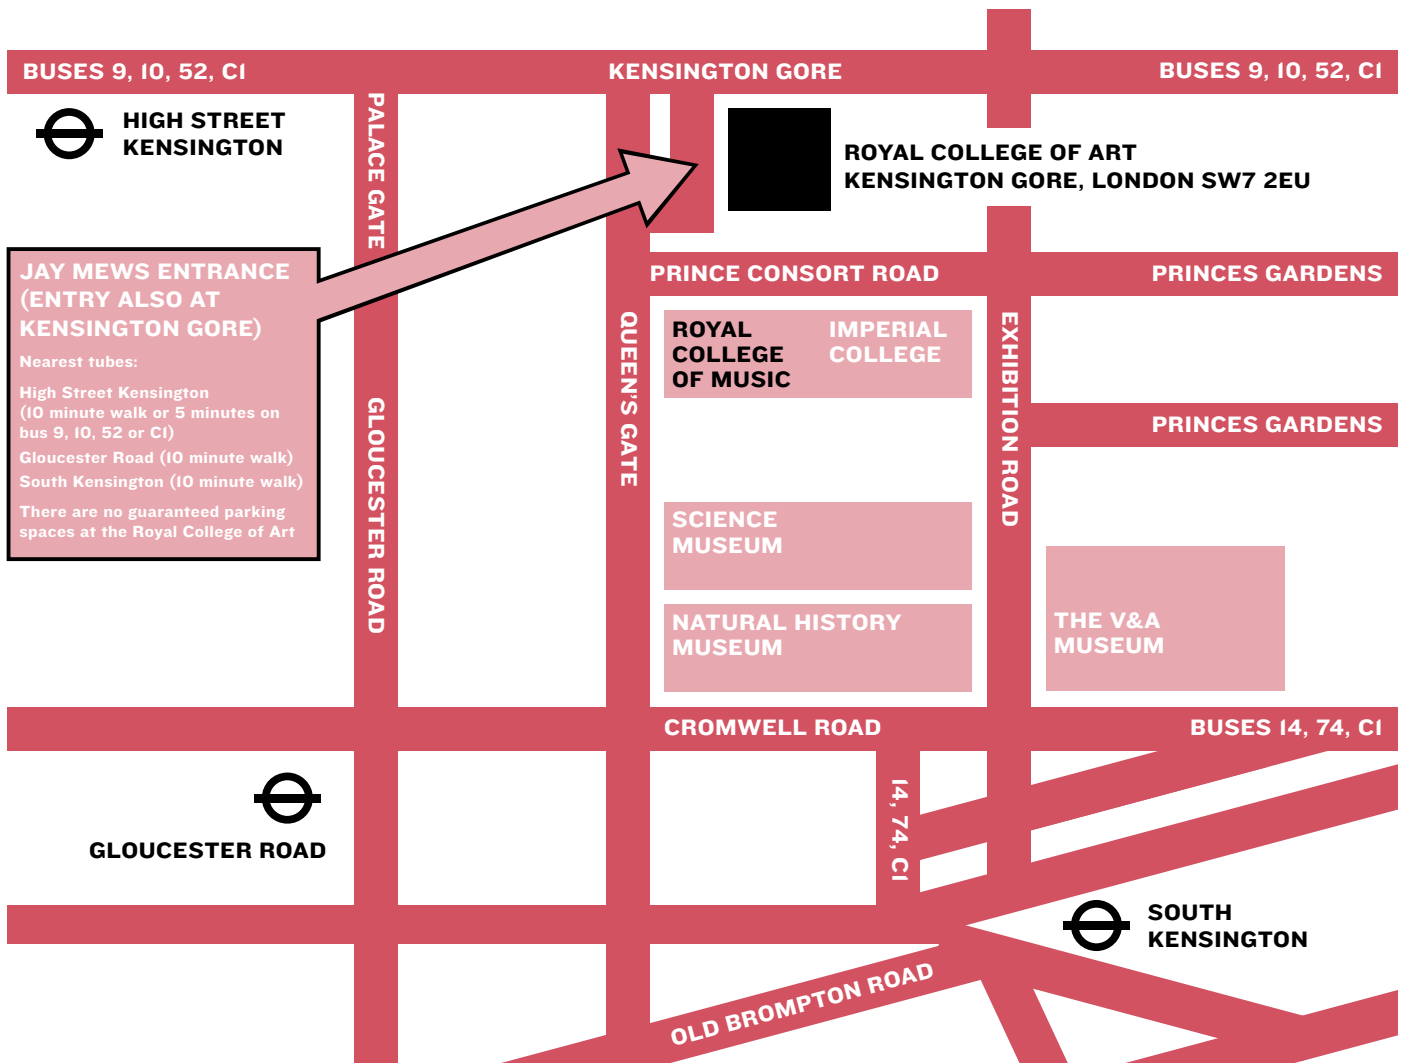 BUSES 9, 10, 52, C1
KENSINGTON GORE
BUSES 9, 10, 52, C1
HIGH STREET
KENSINGTON
PALACE GATE
ROYAL COLLEGE OF ART
KENSINGTON GORE, LONDON SW7 2EU
JAY MEWS ENTRANCE
(ENTRY ALSO AT
KENSINGTON GORE)
Nearest tubes:
High Street Kensington
(10 minute walk or 5 minutes on
bus 9, 10, 52 or C1)
Gloucester Road (10 minute walk)
South Kensington (10 minute walk)
There are no guaranteed parking
spaces at the Royal College of Art
PRINCE CONSORT ROAD
PRINCES GARDENS
GLOUCESTER ROAD
QUEEN'S GATE
ROYAL
COLLEGE
OF MUSIC
IMPERIAL
COLLEGE
EXHIBITION ROAD
PRINCES GARDENS
SCIENCE
MUSEUM
NATURAL HISTORY
MUSEUM
THE V&A
MUSEUM
CROMWELL ROAD
BUSES 14, 74, C1
14, 74, C1
GLOUCESTER ROAD
SOUTH
KENSINGTON
OLD BROMPTON ROAD